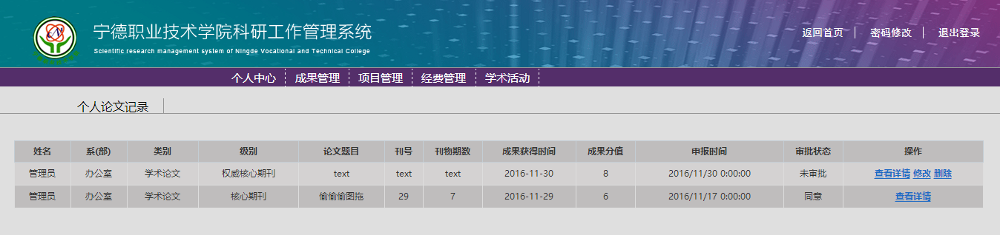 宁德职业技术学院科研工作管理系统
Scientific research management system of Ningde Vocational and Technical College
返回首页 密码修改 退出登录
个人中心 成果管理 项目管理 经费管理 学术活动
个人论文记录
姓名 系(部) 类别 级别 论文题目 刊号 刊物期数 成果获得时间 成果分值 申报时间 审批状态 操作
管理员 办公室 学术论文 权威核心期刊 text text text 2016-11-30 8 2016/11/30 0:00:00 未审批 查看详情 修改 删除
管理员 办公室 学术论文 核心期刊 偷偷偷图拖 29 7 2016-11-29 6 2016/11/17 0:00:00 同意 查看详情